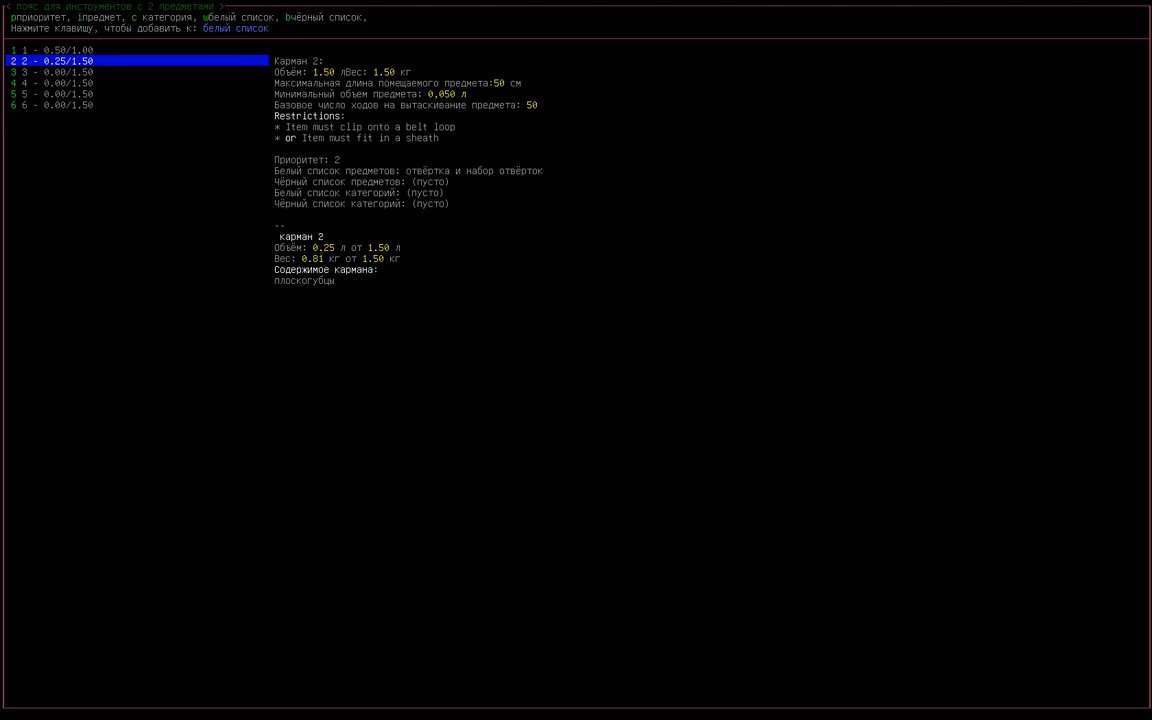 < пояс для инструментов с 2 предметами >
pприоритет, iпредмет, c категория, wбелый список, bчёрный список,
Нажмите клавишу, чтобы добавить к: белый список
1 1 - 0.50/1.00
2 2 - 0.25/1.50
Карман 2:
3 3 - 0.00/1.50
Объём: 1.50 лВес: 1.50 кг
4 4 - 0.00/1.50
Максимальная длина помещаемого предмета:50 см
5 5 - 0.00/1.50
Минимальный объем предмета: 0,050 л
6 6 - 0.00/1.50
Базовое число ходов на вытаскивание предмета: 50
Restrictions:
* Item must clip onto a belt loop
* or Item must fit in a sheath
Приоритет: 2
Белый список предметов: отвёртка и набор отвёрток
Чёрный список предметов: (пусто)
Белый список категорий: (пусто)
Чёрный список категорий: (пусто)
--
карман 2
Объём: 0.25 л от 1.50 л
Вес: 0.81 кг от 1.50 кг
Содержимое кармана:
плоскогубцы